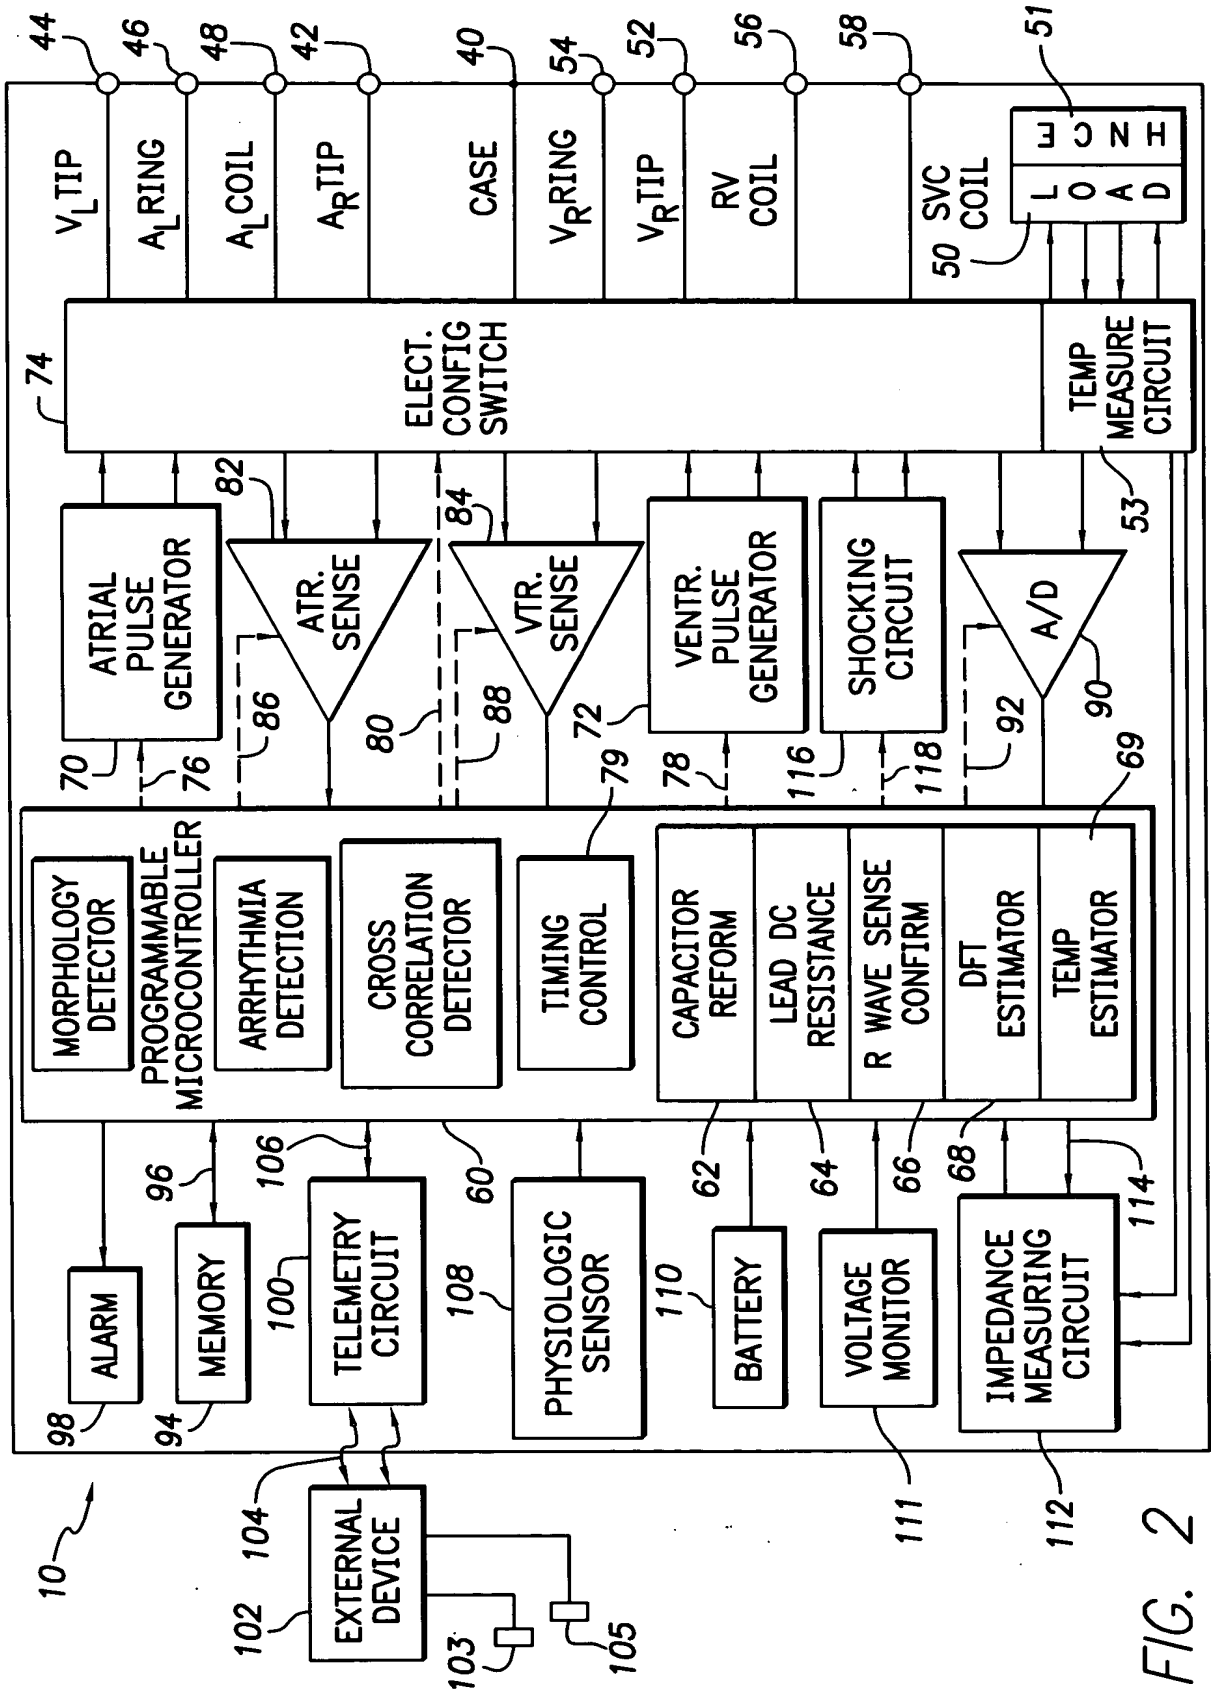 44
46
48
42
40
54
52
56
58
51
V_L TIP
A_L RING
A_L COIL
A_R TIP
CASE
V_R RING
V_R TIP
RV
COIL
SVC
COIL
50
LOAD
HNCE
74
ELECT.
CONFIG
SWITCH
TEMP
MEASURE
CIRCUIT
53
82
84
ATRIAL
PULSE
GENERATOR
70
76
ATR.
SENSE
86
80
VTR.
SENSE
88
VENTR.
PULSE
GENERATOR
72
78
79
SHOCKING
CIRCUIT
116
118
A/D
90
92
69
MORPHOLOGY
DETECTOR
PROGRAMMABLE
MICROCONTROLLER
ARRHYTHMIA
DETECTION
CROSS
CORRELATION
DETECTOR
TIMING
CONTROL
CAPACITOR
REFORM
LEAD DC
RESISTANCE
R WAVE SENSE
CONFIRM
DFT
ESTIMATOR
TEMP
ESTIMATOR
96
106
60
62
64
66
68
114
ALARM
98
MEMORY
94
TELEMETRY
CIRCUIT
100
PHYSIOLOGIC
SENSOR
108
BATTERY
110
VOLTAGE
MONITOR
111
IMPEDANCE
MEASURING
CIRCUIT
112
10
104
EXTERNAL
DEVICE
102
103
105
FIG. 2